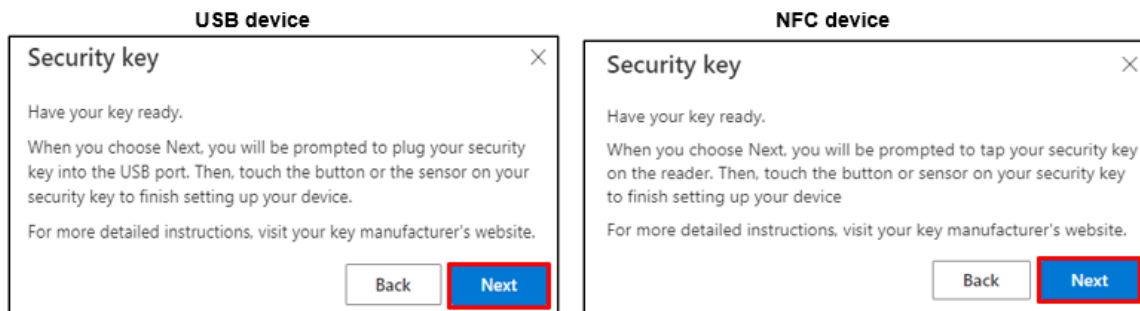 USB device
Security key
Have your key ready.
When you choose Next, you will be prompted to plug your security
key into the USB port. Then, touch the button or the sensor on your
security key to finish setting up your device.
For more detailed instructions, visit your key manufacturer's website.
Back
Next
NFC device
Security key
Have your key ready.
When you choose Next, you will be prompted to tap your security key
on the reader. Then, touch the button or sensor on your security key
to finish setting up your device
For more detailed instructions, visit your key manufacturer's website.
Back
Next